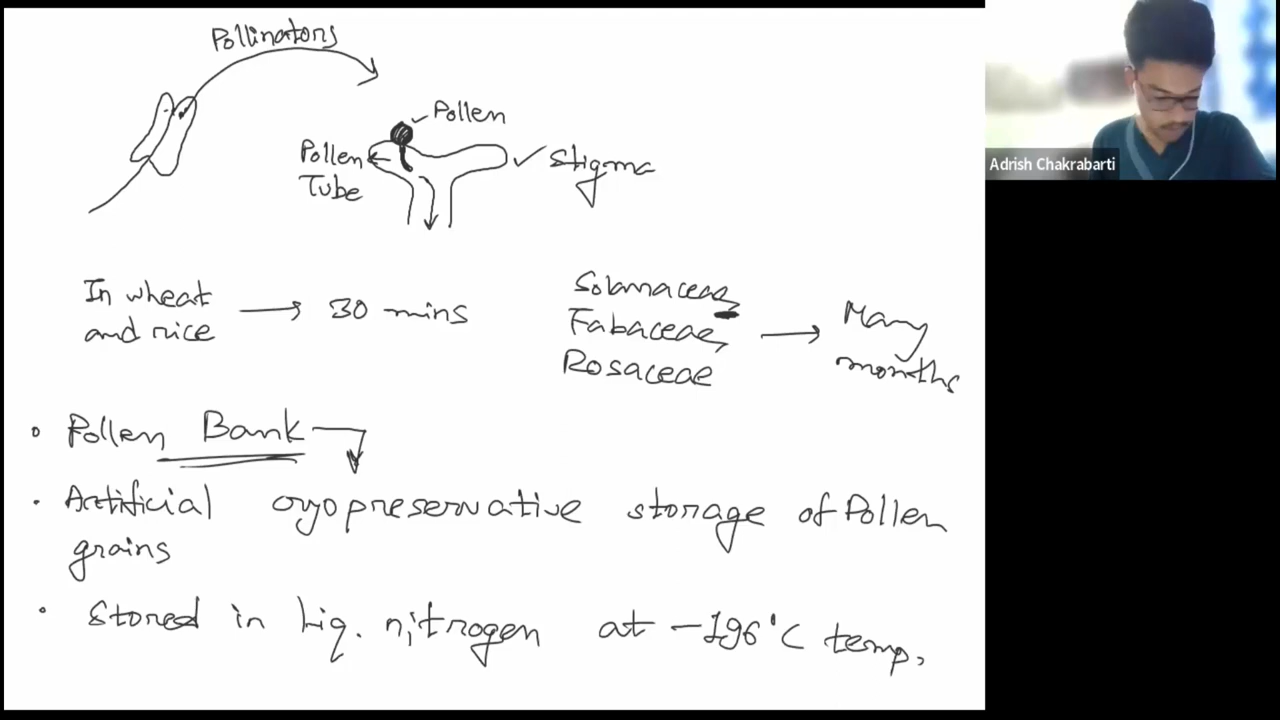 Pollinators
Pollen
Pollen
Tube
Stigma
In wheat
and rice
30 mins
Solanaceae,
Fabaceae,
Rosaceae
Many
months
• Pollen Bank
• Artificial cryopreservative storage of Pollen
grains
• Stored in Liq. nitrogen at -196°C temp.
Adrish Chakrabarti